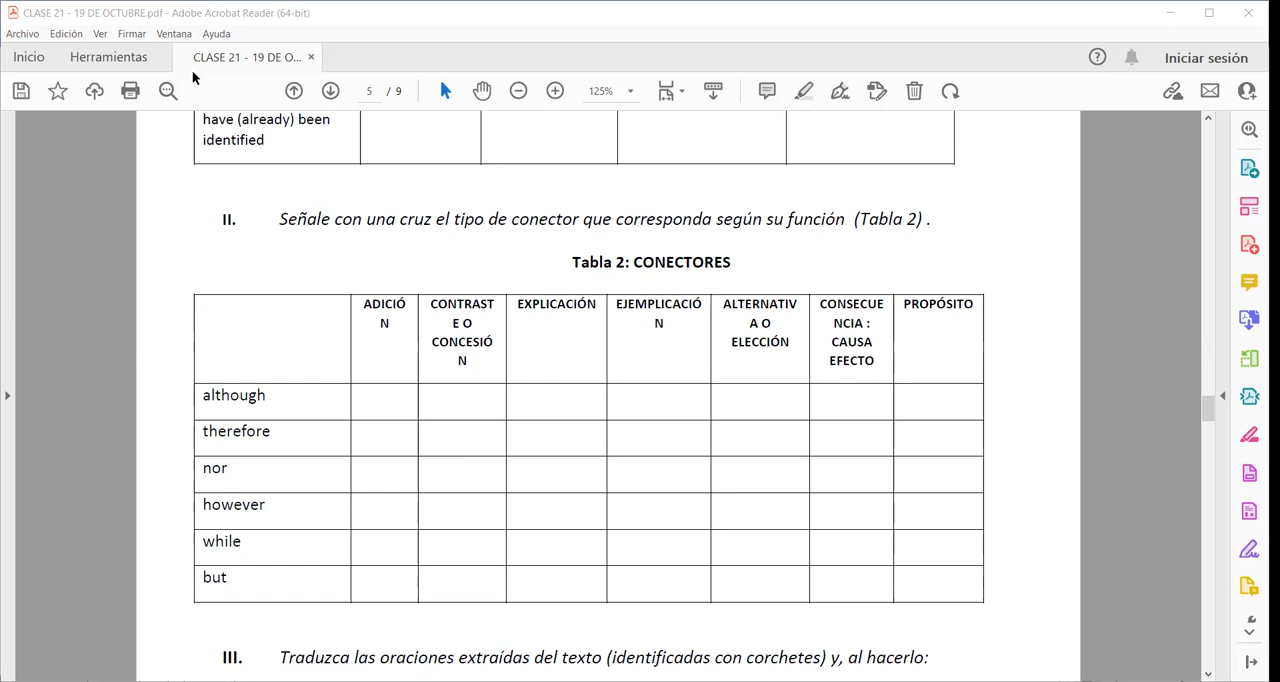 CLASE 21 - 19 DE OCTUBRE.pdf - Adobe Acrobat Reader (64-bit)
Archivo Edición Ver Firmar Ventana Ayuda
Inicio Herramientas CLASE 21 - 19 DE O... × Iniciar sesión
5 / 9 125%
have (already) been
identified
II. Señale con una cruz el tipo de conector que corresponda según su función (Tabla 2) .
Tabla 2: CONECTORES
ADICIÓ CONTRAST EXPLICACIÓN EJEMPLICACIÓ ALTERNATIV CONSECUE PROPÓSITO
N E O N A O NCIA :
CONCESIÓ ELECCIÓN CAUSA
N EFECTO
although
therefore
nor
however
while
but
III. Traduzca las oraciones extraídas del texto (identificadas con corchetes) y, al hacerlo: